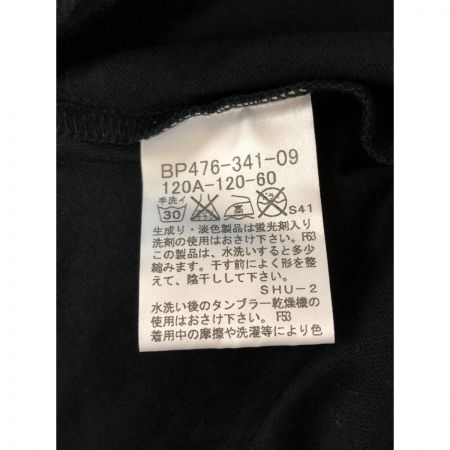 BP476-341-09
120A-120-60
手洗イ
30 S41
生成り・淡色製品は蛍光剤入り
洗剤の使用はおさけ下さい。F63
この製品は、水洗いすると多少
縮みます。干す前によく形を整
えて、陰干しして下さい。
SHU-2
水洗い後のタンブラー乾燥機の
使用はおさけ下さい。F53
着用中の摩擦や洗濯等により色